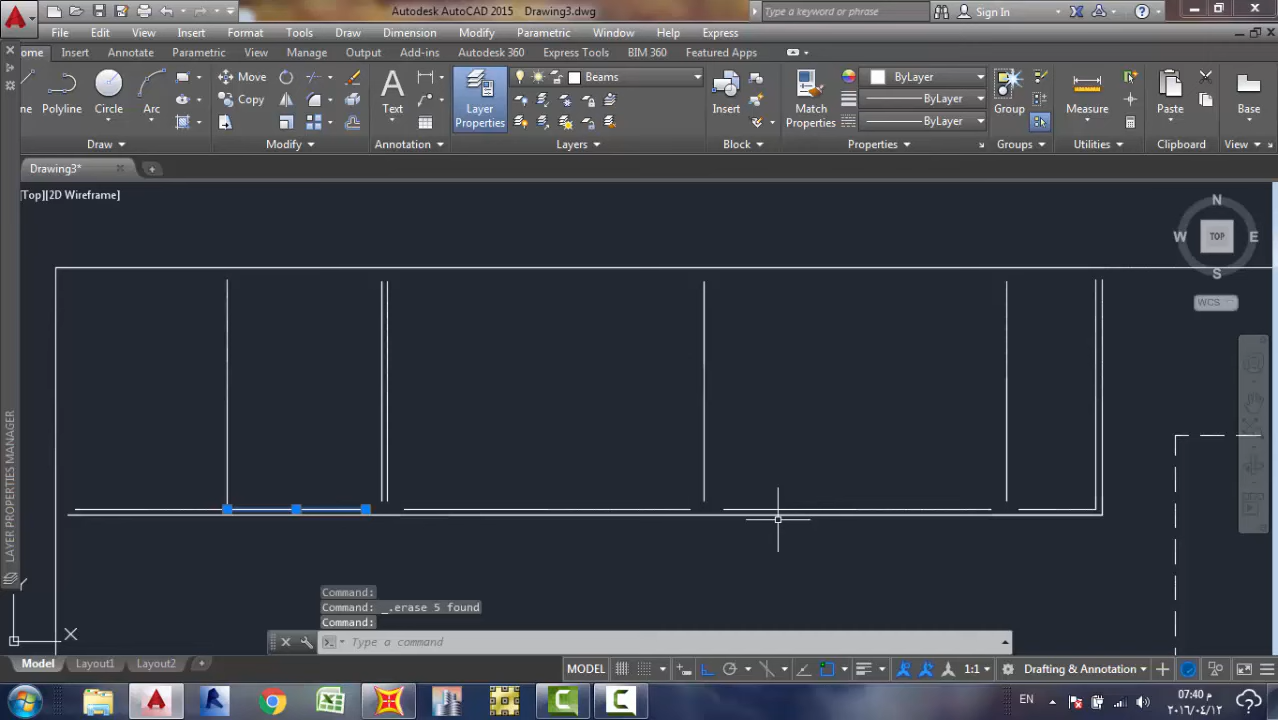 Autodesk AutoCAD 2015 Drawing3.dwg
Type a keyword or phrase
Sign In
File Edit View Insert Format Tools Draw Dimension Modify Parametric Window Help Express
ome Insert Annotate Parametric View Manage Output Add-ins Autodesk 360 Express Tools BIM 360 Featured Apps
Move
Beams
ByLayer
Copy
ByLayer
ne Polyline Circle Arc
Text
Layer Properties
Insert
Match Properties
ByLayer
Group
Measure
Paste
Base
Draw
Modify
Annotation
Layers
Block
Properties
Groups
Utilities
Clipboard
View
Drawing3*
Top][2D Wireframe]
N
W TOP E
S
WCS
LAYER PROPERTIES MANAGER
X
Command:
Command: _.erase 5 found
Command:
Type a command
Model Layout1 Layout2
MODEL
1:1
Drafting & Annotation
EN
07:40 م
٢٠١٦/٠٤/١٢